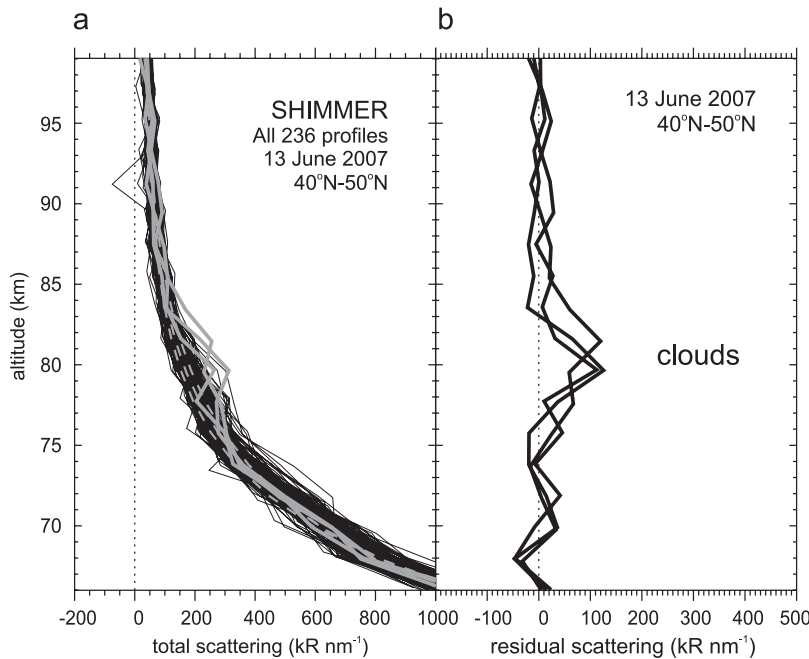 a
b
SHIMMER
All 236 profiles
13 June 2007
40°N-50°N
13 June 2007
40°N-50°N
clouds
altitude (km)
95
90
85
80
75
70
-200 0 200 400 600 800 1000
-100 0 100 200 300 400 500
total scattering (kR nm⁻¹)
residual scattering (kR nm⁻¹)